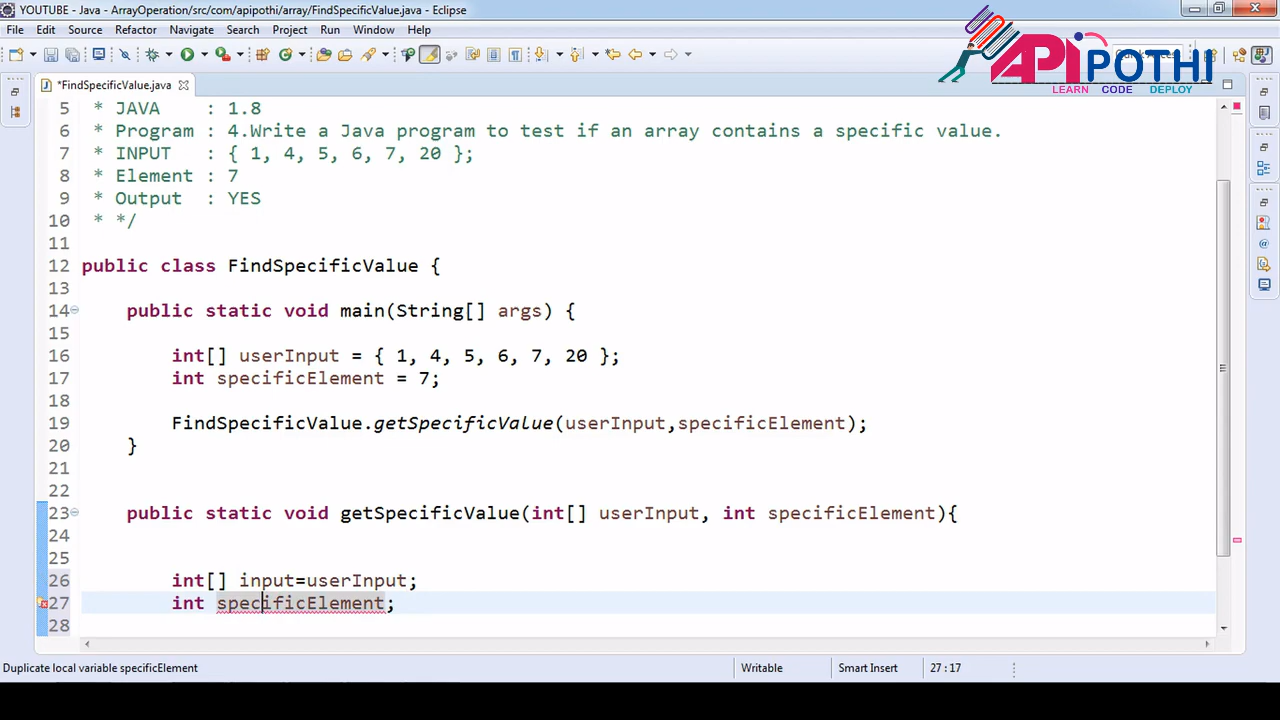 YOUTUBE - Java - ArrayOperation/src/com/apipothi/array/FindSpecificValue.java - Eclipse
File Edit Source Refactor Navigate Search Project Run Window Help
API POTHI
LEARN CODE DEPLOY
*FindSpecificValue.java
5 * JAVA : 1.8
6 * Program : 4.Write a Java program to test if an array contains a specific value.
7 * INPUT : { 1, 4, 5, 6, 7, 20 };
8 * Element : 7
9 * Output : YES
10 * */
11
12 public class FindSpecificValue {
13
14 public static void main(String[] args) {
15
16 int[] userInput = { 1, 4, 5, 6, 7, 20 };
17 int specificElement = 7;
18
19 FindSpecificValue.getSpecificValue(userInput,specificElement);
20 }
21
22
23 public static void getSpecificValue(int[] userInput, int specificElement){
24
25
26 int[] input=userInput;
27 int specificElement;
28
Duplicate local variable specificElement Writable Smart Insert 27 : 17